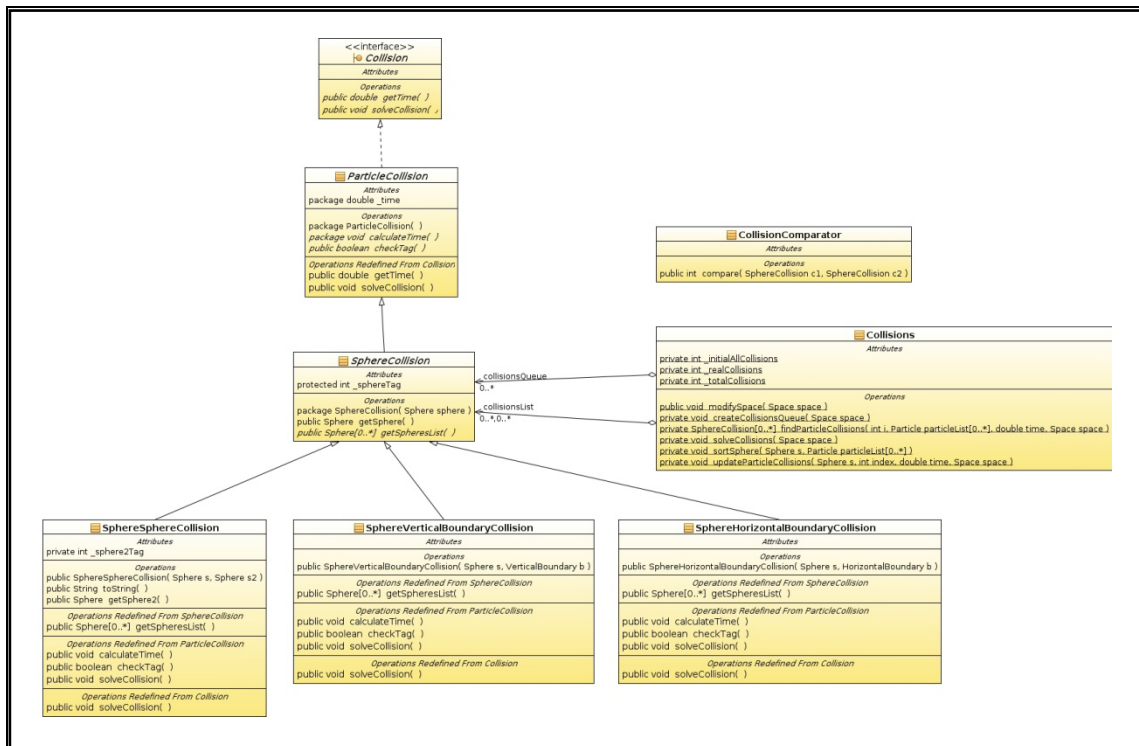 <<interface>>
Collision
Attributes
Operations
public double getTime( )
public void solveCollision( )
ParticleCollision
Attributes
package double _time
Operations
package ParticleCollision( )
package void calculateTime( )
public boolean checkTag( )
Operations Redefined From Collision
public double getTime( )
public void solveCollision( )
CollisionComparator
Attributes
Operations
public int compare( SphereCollision c1, SphereCollision c2 )
SphereCollision
Attributes
protected int _sphereTag
Operations
package SphereCollision( Sphere sphere )
public Sphere getSphere( )
public Sphere[0..*] getSpheresList( )
_collisionsQueue
0..*
_collisionsList
0..*,0..*
Collisions
Attributes
private int _initialAllCollisions
private int _realCollisions
private int _totalCollisions
Operations
public void modifySpace( Space space )
private void createCollisionsQueue( Space space )
private SphereCollision[0..*] findParticleCollisions( int i, Particle particleList[0..*], double time, Space space )
private void solveCollisions( Space space )
private void sortSphere( Sphere s, Particle particleList[0..*] )
private void updateParticleCollisions( Sphere s, int index, double time, Space space )
SphereSphereCollision
Attributes
private int _sphere2Tag
Operations
public SphereSphereCollision( Sphere s, Sphere s2 )
public String toString( )
public Sphere getSphere2( )
Operations Redefined From SphereCollision
public Sphere[0..*] getSpheresList( )
Operations Redefined From ParticleCollision
public void calculateTime( )
public boolean checkTag( )
public void solveCollision( )
Operations Redefined From Collision
public void solveCollision( )
SphereVerticalBoundaryCollision
Attributes
Operations
public SphereVerticalBoundaryCollision( Sphere s, VerticalBoundary b )
Operations Redefined From SphereCollision
public Sphere[0..*] getSpheresList( )
Operations Redefined From ParticleCollision
public void calculateTime( )
public boolean checkTag( )
public void solveCollision( )
Operations Redefined From Collision
public void solveCollision( )
SphereHorizontalBoundaryCollision
Attributes
Operations
public SphereHorizontalBoundaryCollision( Sphere s, HorizontalBoundary b )
Operations Redefined From SphereCollision
public Sphere[0..*] getSpheresList( )
Operations Redefined From ParticleCollision
public void calculateTime( )
public boolean checkTag( )
public void solveCollision( )
Operations Redefined From Collision
public void solveCollision( )